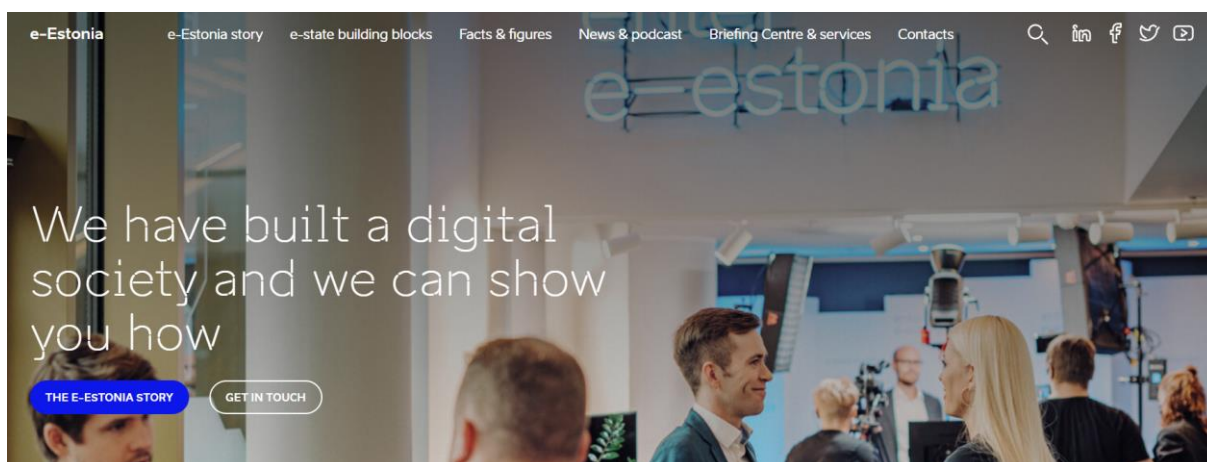 e-Estonia e-Estonia story e-state building blocks Facts & figures News & podcast Briefing Centre & services Contacts
e-estonia
We have built a digital
society and we can show
you how
THE E-ESTONIA STORY GET IN TOUCH